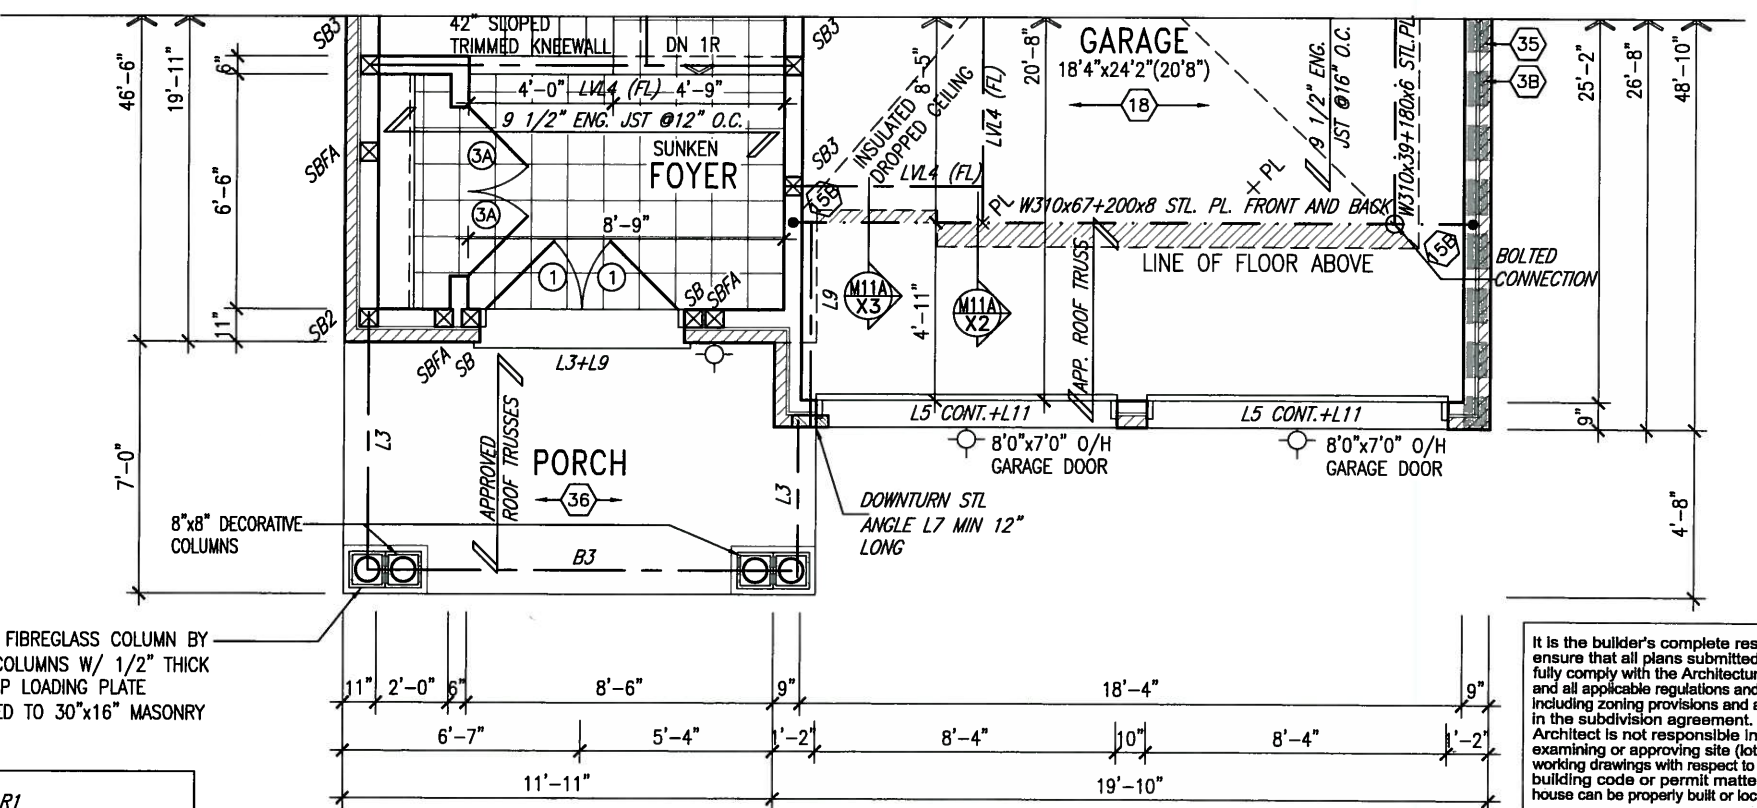 42" SLOPED
TRIMMED KNEEWALL
DN 1R
SB3
SB3
46'-6"
19'-11"
6"
4'-0"
LVL4 (FL)
4'-9"
9 1/2" ENG. JST @12" O.C.
SUNKEN
FOYER
3A
3A
SBFA
6'-6"
8'-9"
1
1
SB
SBFA
11"
SB2
SBFA
SB
L3+L9
SB3
15B
INSULATED
DROPPED CEILING
8'-5"
LVL4 (FL)
LVL4 (FL)
20'-8"
GARAGE
18'4"x24'2"(20'8")
18
9 1/2" ENG.
JST @16" O.C.
W310x39+180x6 STL.PL.
35
3B
25'-2"
26'-8"
48'-10"
PL
PL
W310x67+200x8 STL. PL. FRONT AND BACK
LINE OF FLOOR ABOVE
15B
BOLTED
CONNECTION
L9
M11A
X3
4'-11"
M11A
X2
APP. ROOF TRUSS
L5 CONT.+L11
L5 CONT.+L11
8'0"x7'0" O/H
GARAGE DOOR
8'0"x7'0" O/H
GARAGE DOOR
9"
7'-0"
L3
APPROVED
ROOF TRUSSES
PORCH
36
L3
DOWNTURN STL
ANGLE L7 MIN 12"
LONG
4'-8"
8"x8" DECORATIVE
COLUMNS
B3
FIBREGLASS COLUMN BY
COLUMNS W/ 1/2" THICK
P LOADING PLATE
ED TO 30"x16" MASONRY
11"
2'-0"
6"
8'-6"
9"
18'-4"
9"
6'-7"
5'-4"
1'-2"
8'-4"
10"
8'-4"
1'-2"
11'-11"
19'-10"
R1
It is the builder's complete res
ensure that all plans submitted
fully comply with the Architectur
and all applicable regulations and
including zoning provisions and a
in the subdivision agreement.
Architect is not responsible in
examining or approving site (lot
working drawings with respect to
building code or permit matte
house can be properly built or loc